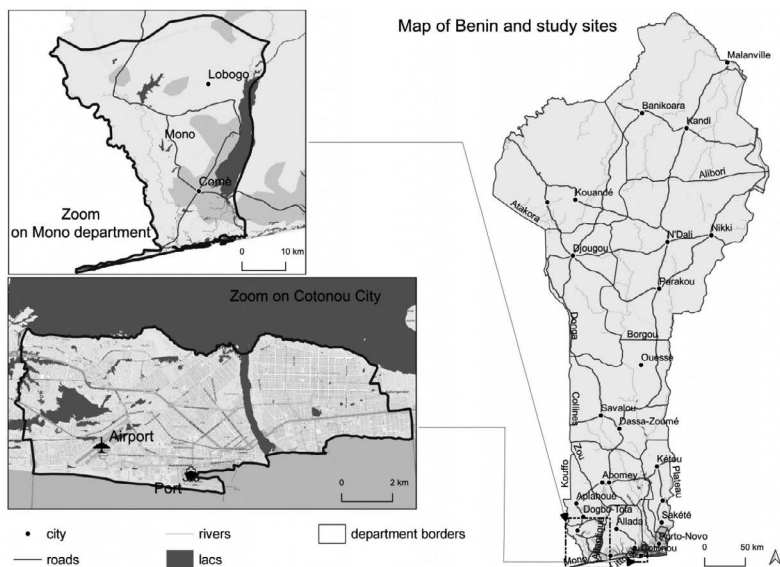 Map of Benin and study sites
Lobogo
Mono
Comè
Zoom
on Mono department
10 km
0
Zoom on Cotonou City
Airport
Port
0
2 km
Malanville
Banikoara
Kandi
Alibori
Kouandé
Atakora
Nikki
N'Dali
Djougou
Parakou
Donga
Borgou
Ouessè
Collines
Savalou
Dassa-Zoumé
Zou
Kétou
Kouffo
Abomey
Plateau
Aplahoué
Dogbo-Tota
Allada
Sakété
Porto-Novo
Mono
0
50 km
city
rivers
department borders
roads
lacs